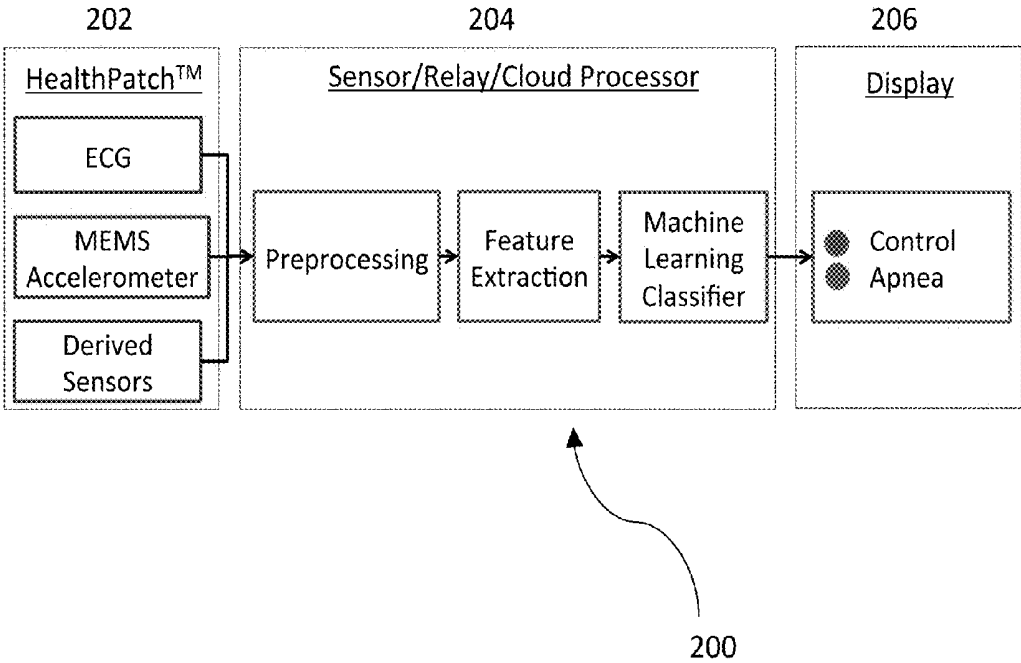 202
204
206
HealthPatch™
Sensor/Relay/Cloud Processor
Display
ECG
MEMS
Accelerometer
Derived
Sensors
Preprocessing
Feature
Extraction
Machine
Learning
Classifier
Control
Apnea
200